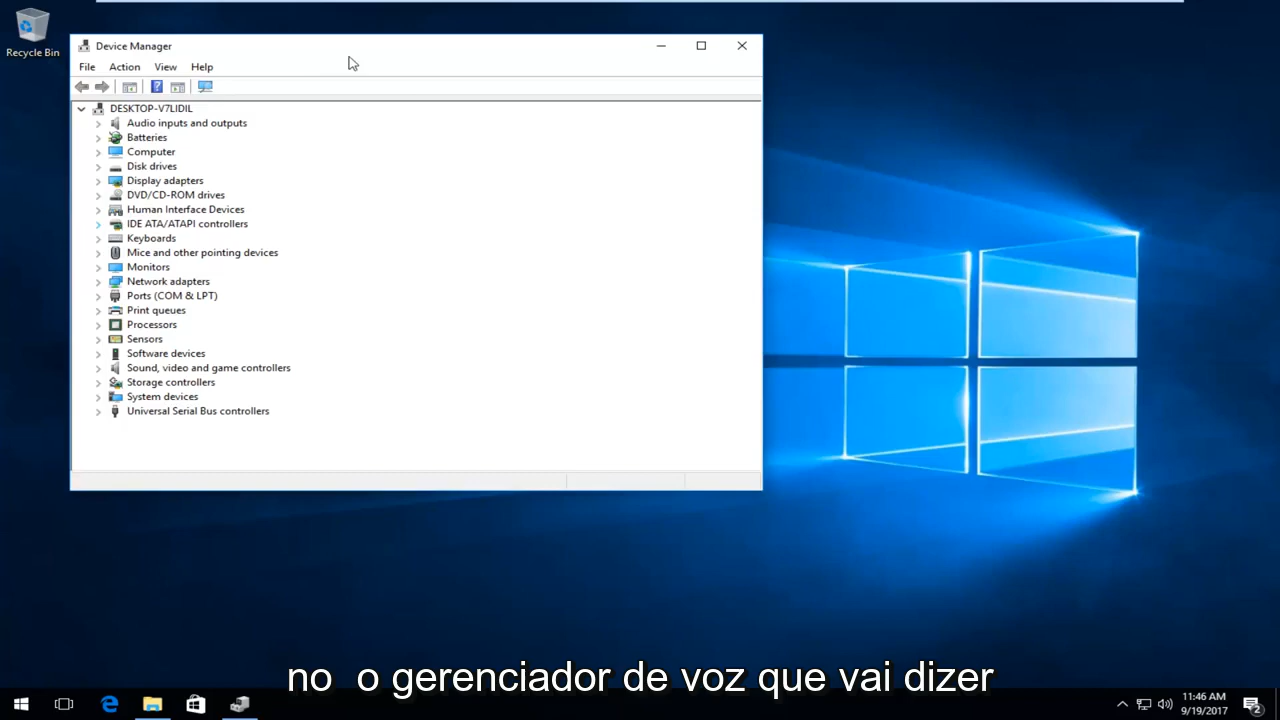 Recycle Bin
Device Manager
File Action View Help
DESKTOP-V7LIDIL
Audio inputs and outputs
Batteries
Computer
Disk drives
Display adapters
DVD/CD-ROM drives
Human Interface Devices
IDE ATA/ATAPI controllers
Keyboards
Mice and other pointing devices
Monitors
Network adapters
Ports (COM & LPT)
Print queues
Processors
Sensors
Software devices
Sound, video and game controllers
Storage controllers
System devices
Universal Serial Bus controllers
no o gerenciador de voz que vai dizer
11:46 AM
9/19/2017
2